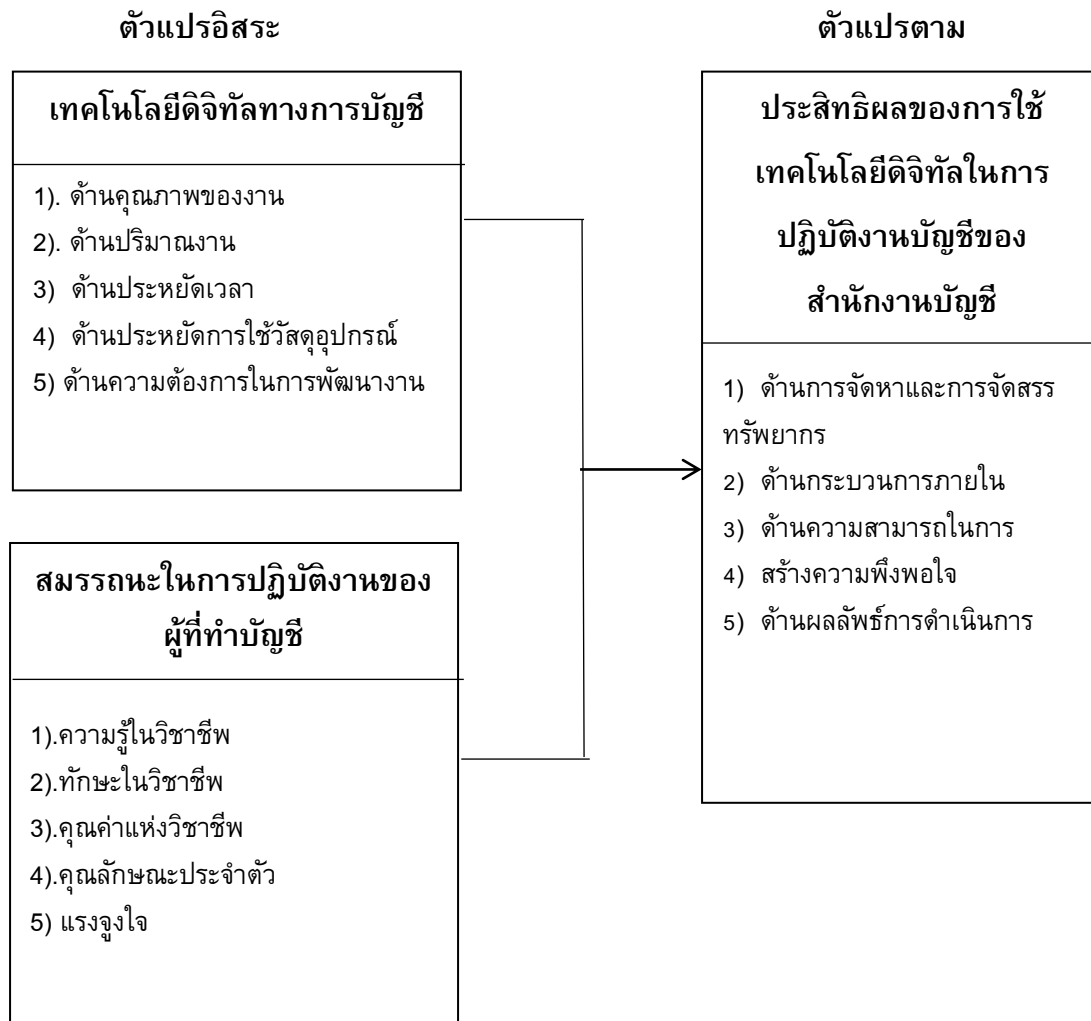 ตัวแปรอิสระ
ตัวแปรตาม
เทคโนโลยีดิจิทัลทางการบัญชี
1). ด้านคุณภาพของงาน
2). ด้านปริมาณงาน
3) ด้านประหยัดเวลา
4) ด้านประหยัดการใช้วัสดุอุปกรณ์
5) ด้านความต้องการในการพัฒนางาน
สมรรถนะในการปฏิบัติงานของ
ผู้ที่ทำบัญชี
1).ความรู้ในวิชาชีพ
2).ทักษะในวิชาชีพ
3).คุณค่าแห่งวิชาชีพ
4).คุณลักษณะประจำตัว
5) แรงจูงใจ
ประสิทธิผลของการใช้
เทคโนโลยีดิจิทัลในการ
ปฏิบัติงานบัญชีของ
สำนักงานบัญชี
1) ด้านการจัดหาและการจัดสรร
ทรัพยากร
2) ด้านกระบวนการภายใน
3) ด้านความสามารถในการ
4) สร้างความพึงพอใจ
5) ด้านผลลัพธ์การดำเนินการ